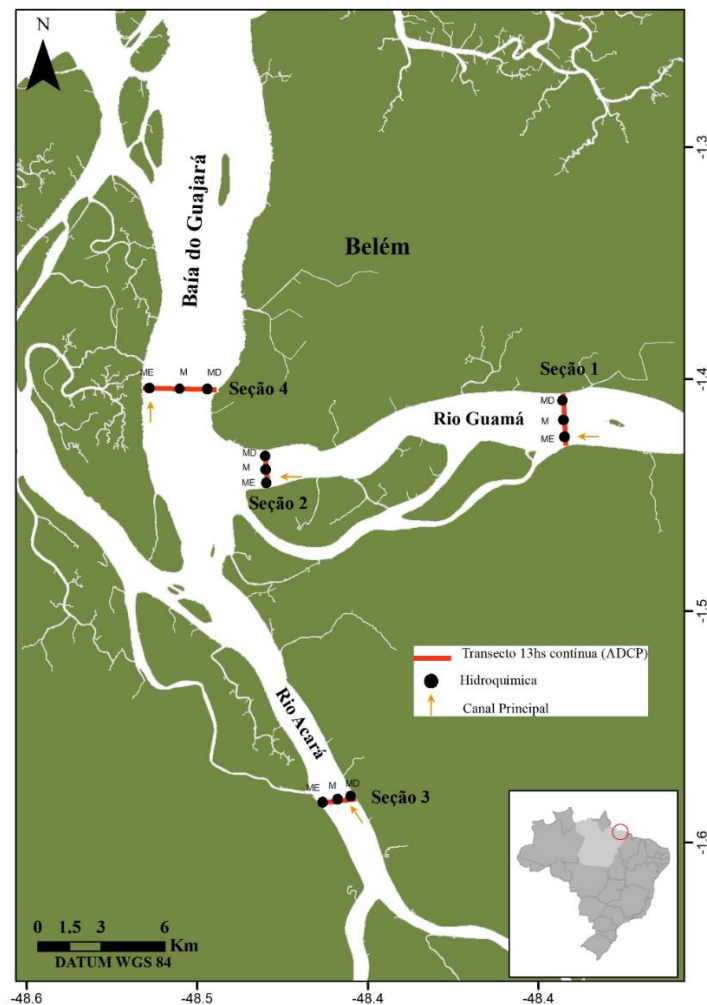 N
-1.3
Baía do Guajará
Belém
-1.4
ME
M
MD
Seção 4
Seção 1
MD
M
ME
Rio Guamá
MD
M
ME
Seção 2
-1.5
Transecto 13hs contínua (ADCP)
Hidroquímica
Canal Principal
Rio Acará
ME
M
MD
Seção 3
-1.6
0 1.5 3 6
Km
DATUM WGS 84
-48.6 -48.5 -48.4 -48.4